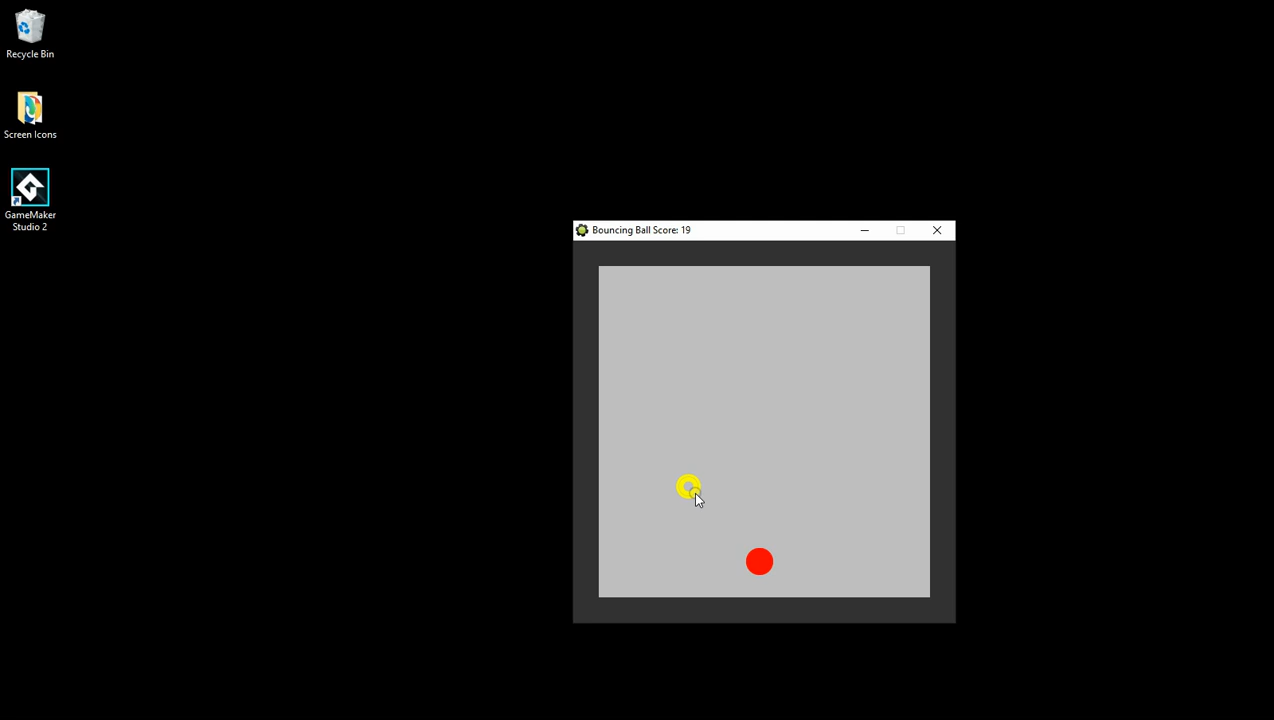 Recycle Bin
Screen Icons
GameMaker
Studio 2
Bouncing Ball Score: 19